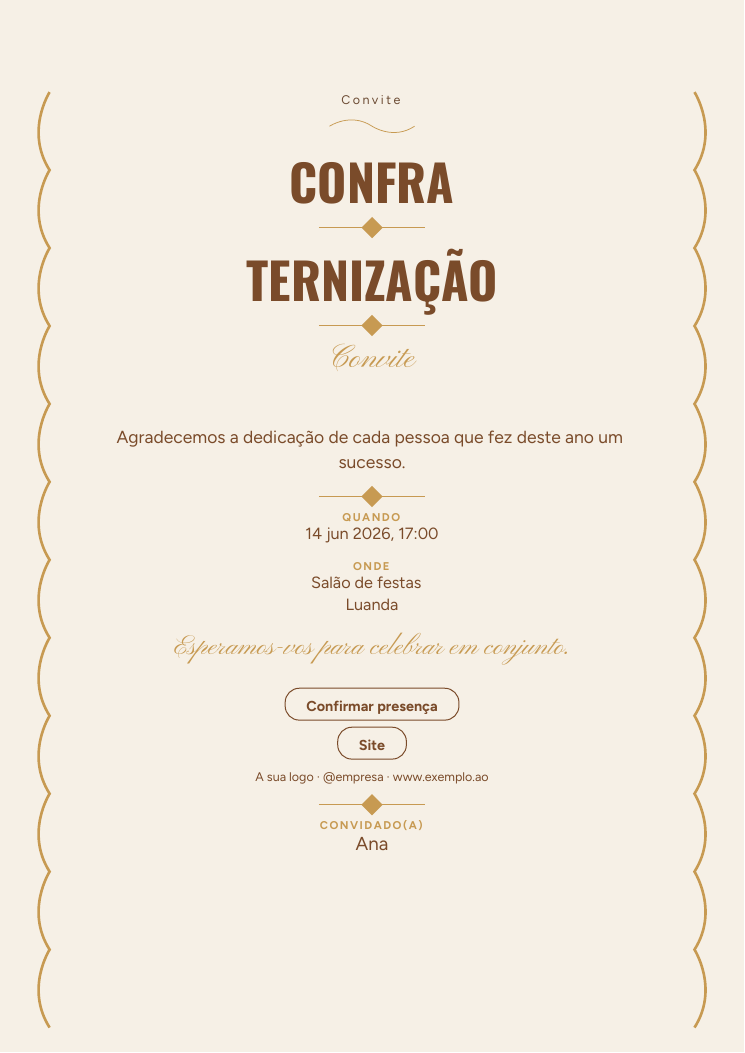 Convite
CONFRA
TERNIZAÇÃO
Convite
Agradecemos a dedicação de cada pessoa que fez deste ano um
sucesso.
QUANDO
14 jun 2026, 17:00
ONDE
Salão de festas
Luanda
Esperamos-vos para celebrar em conjunto.
Confirmar presença
Site
A sua logo · @empresa · www.exemplo.ao
CONVIDADO(A)
Ana